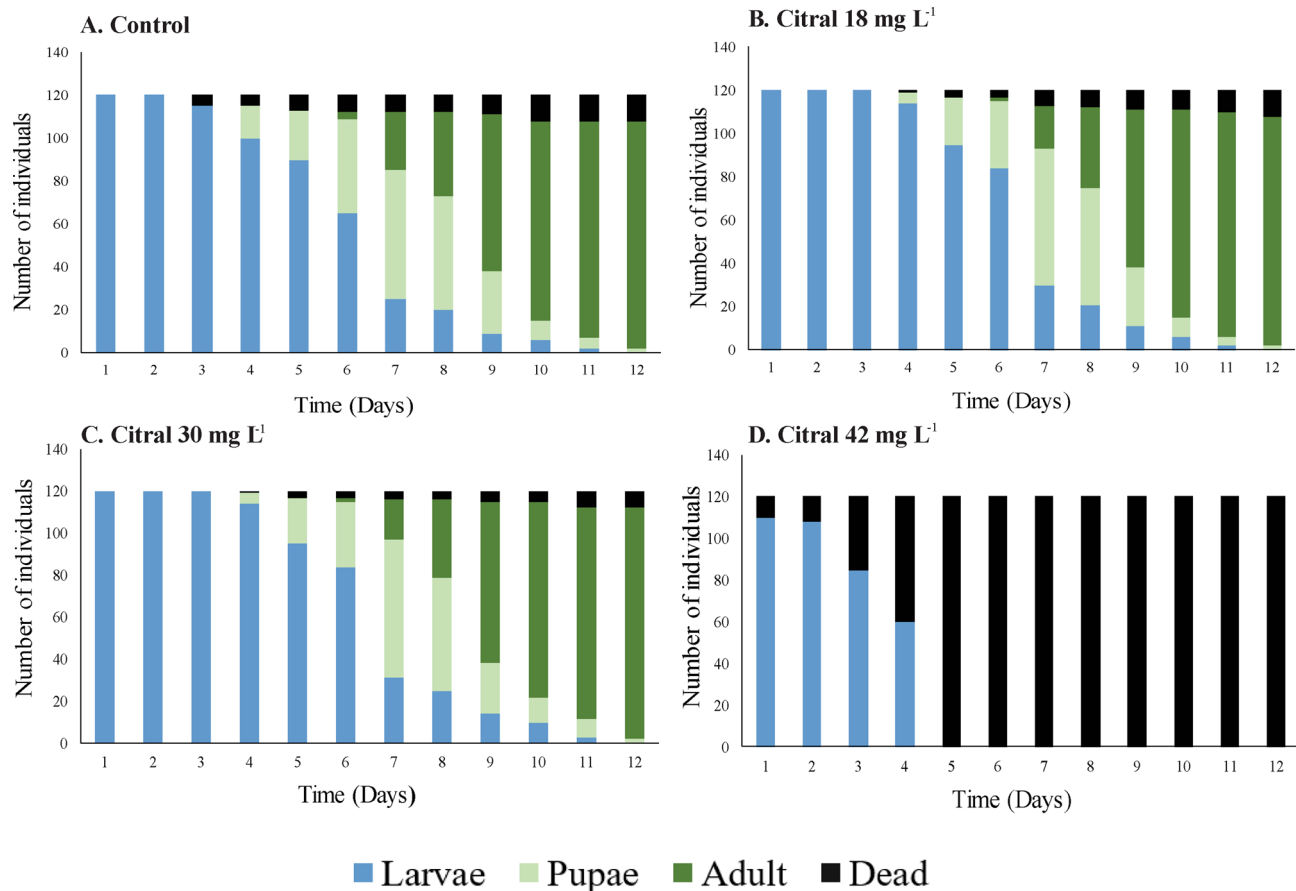 A. Control
140
120
100
80
60
40
20
0
Number of individuals
1 2 3 4 5 6 7 8 9 10 11 12
Time (Days)
B. Citral 18 mg L-1
140
120
100
80
60
40
20
0
Number of individuals
1 2 3 4 5 6 7 8 9 10 11 12
Time (Days)
C. Citral 30 mg L-1
140
120
100
80
60
40
20
0
Number of individuals
1 2 3 4 5 6 7 8 9 10 11 12
Time (Days)
D. Citral 42 mg L-1
140
120
100
80
60
40
20
0
Number of individuals
1 2 3 4 5 6 7 8 9 10 11 12
Time (Days)
Larvae Pupae Adult Dead